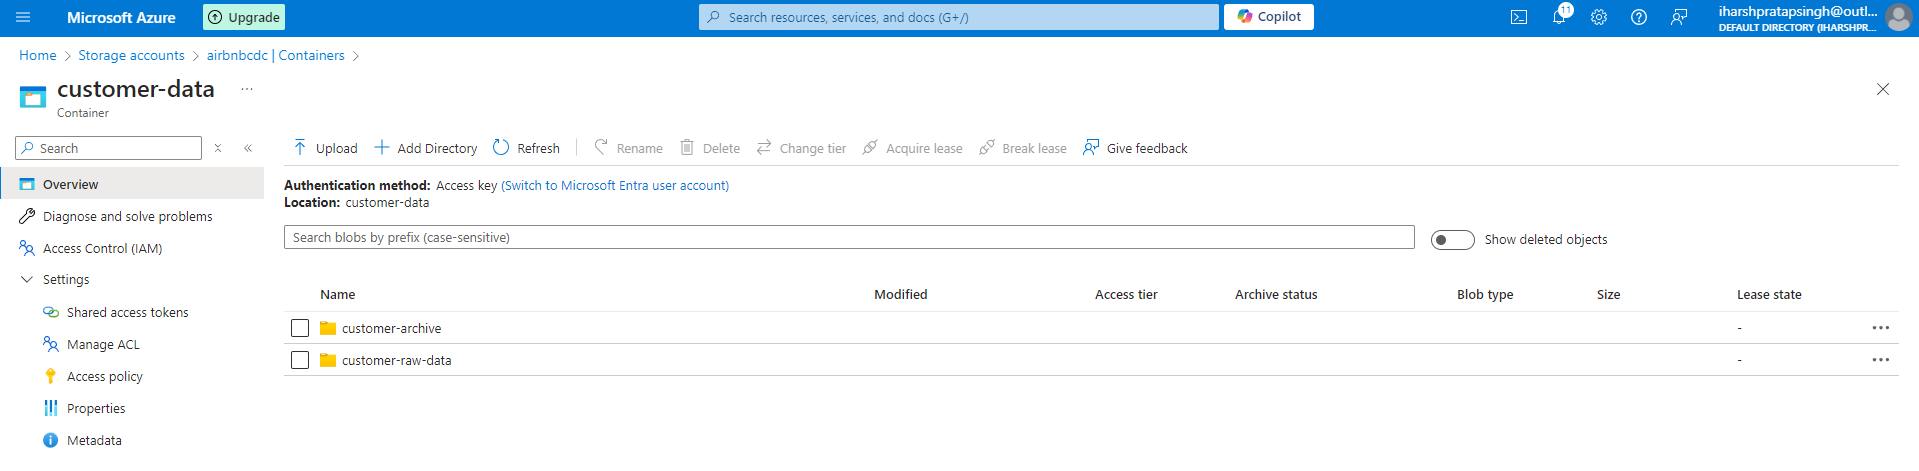 Microsoft Azure
Upgrade
Search resources, services, and docs (G+/)
Copilot
11
iharshpratapsingh@outl...
DEFAULT DIRECTORY (IHARSHPR...
Home > Storage accounts > airbnbcdc | Containers >
customer-data ...
Container
Search
Upload
Add Directory
Refresh
Rename
Delete
Change tier
Acquire lease
Break lease
Give feedback
Overview
Diagnose and solve problems
Access Control (IAM)
Settings
Shared access tokens
Manage ACL
Access policy
Properties
Metadata
Authentication method: Access key (Switch to Microsoft Entra user account)
Location: customer-data
Search blobs by prefix (case-sensitive)
Show deleted objects
Name Modified Access tier Archive status Blob type Size Lease state
customer-archive - ...
customer-raw-data - ...